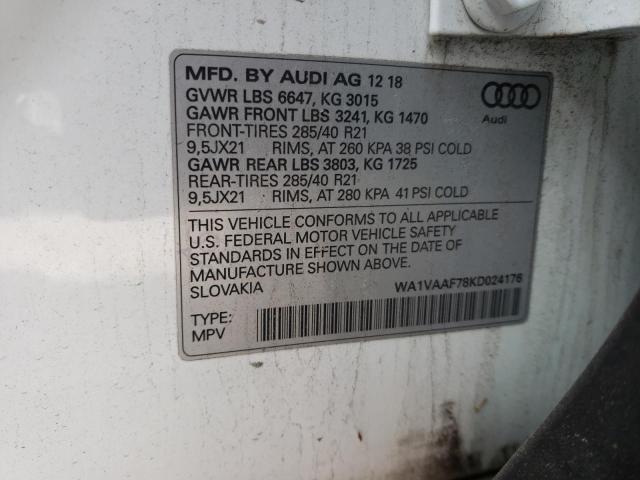 MFD. BY AUDI AG 12 18
GVWR LBS 6647, KG 3015
GAWR FRONT LBS 3241, KG 1470
FRONT-TIRES 285/40 R21
9,5JX21 RIMS, AT 260 KPA 38 PSI COLD
GAWR REAR LBS 3803, KG 1725
REAR-TIRES 285/40 R21
9,5JX21 RIMS, AT 280 KPA 41 PSI COLD
Audi
THIS VEHICLE CONFORMS TO ALL APPLICABLE
U.S. FEDERAL MOTOR VEHICLE SAFETY
STANDARDS IN EFFECT ON THE DATE OF
MANUFACTURE SHOWN ABOVE.
SLOVAKIA
WA1VAAF78KD024176
TYPE:
MPV